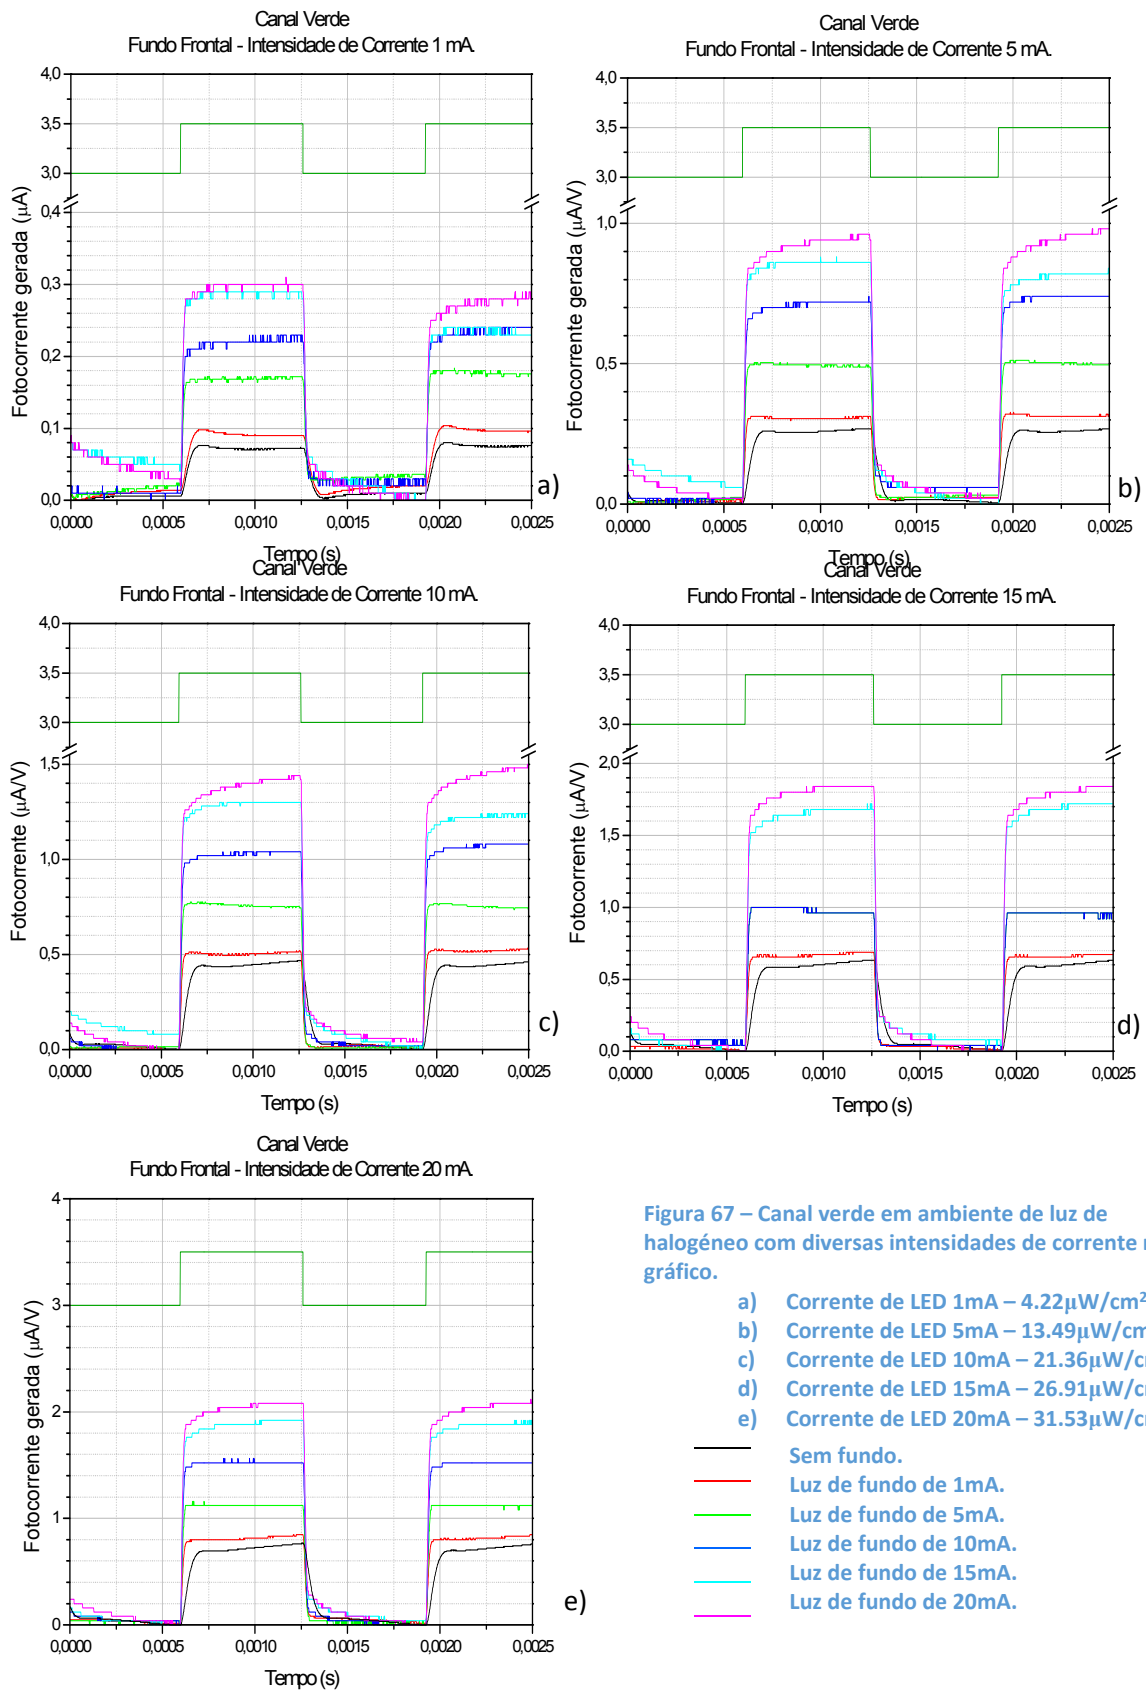 Canal Verde
Fundo Frontal - Intensidade de Corrente 1 mA.
4,0
3,5
3,0
0,4
0,3
0,2
0,1
0,0
Fotocorrente gerada (µA)
0,0000 0,0005 0,0010 0,0015 0,0020 0,0025
Tempo (s)
a)
Canal Verde
Fundo Frontal - Intensidade de Corrente 5 mA.
4,0
3,5
3,0
1,0
0,5
0,0
Fotocorrente gerada (µA/V)
0,0000 0,0005 0,0010 0,0015 0,0020 0,0025
Tempo (s)
b)
Canal Verde
Fundo Frontal - Intensidade de Corrente 10 mA.
4,0
3,5
3,0
1,5
1,0
0,5
0,0
Fotocorrente (µA/V)
0,0000 0,0005 0,0010 0,0015 0,0020 0,0025
Tempo (s)
c)
Canal Verde
Fundo Frontal - Intensidade de Corrente 15 mA.
4,0
3,5
3,0
2,0
1,5
1,0
0,5
0,0
Fotocorrente (µA/V)
0,0000 0,0005 0,0010 0,0015 0,0020 0,0025
Tempo (s)
d)
Canal Verde
Fundo Frontal - Intensidade de Corrente 20 mA.
4
3
2
1
0
Fotocorrente gerada (µA/V)
0,0000 0,0005 0,0010 0,0015 0,0020 0,0025
Tempo (s)
e)
Figura 67 – Canal verde em ambiente de luz de
halogéneo com diversas intensidades de corrente
gráfico.
a) Corrente de LED 1mA – 4.22µW/cm²
b) Corrente de LED 5mA – 13.49µW/cm
c) Corrente de LED 10mA – 21.36µW/c
d) Corrente de LED 15mA – 26.91µW/c
e) Corrente de LED 20mA – 31.53µW/c
Sem fundo.
Luz de fundo de 1mA.
Luz de fundo de 5mA.
Luz de fundo de 10mA.
Luz de fundo de 15mA.
Luz de fundo de 20mA.